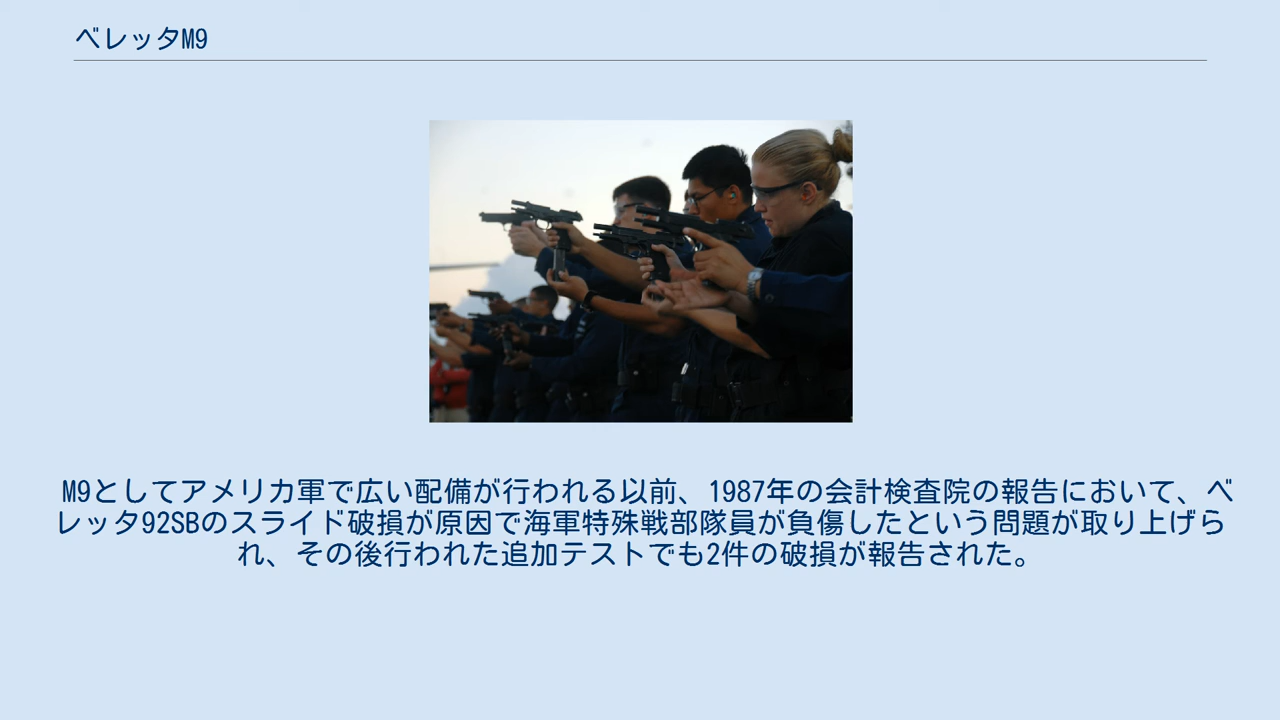 ベレッタM9
M9としてアメリカ軍で広い配備が行われる以前、1987年の会計検査院の報告において、ベ
レッタ92SBのスライド破損が原因で海軍特殊戦部隊員が負傷したという問題が取り上げら
れ、その後行われた追加テストでも2件の破損が報告された。